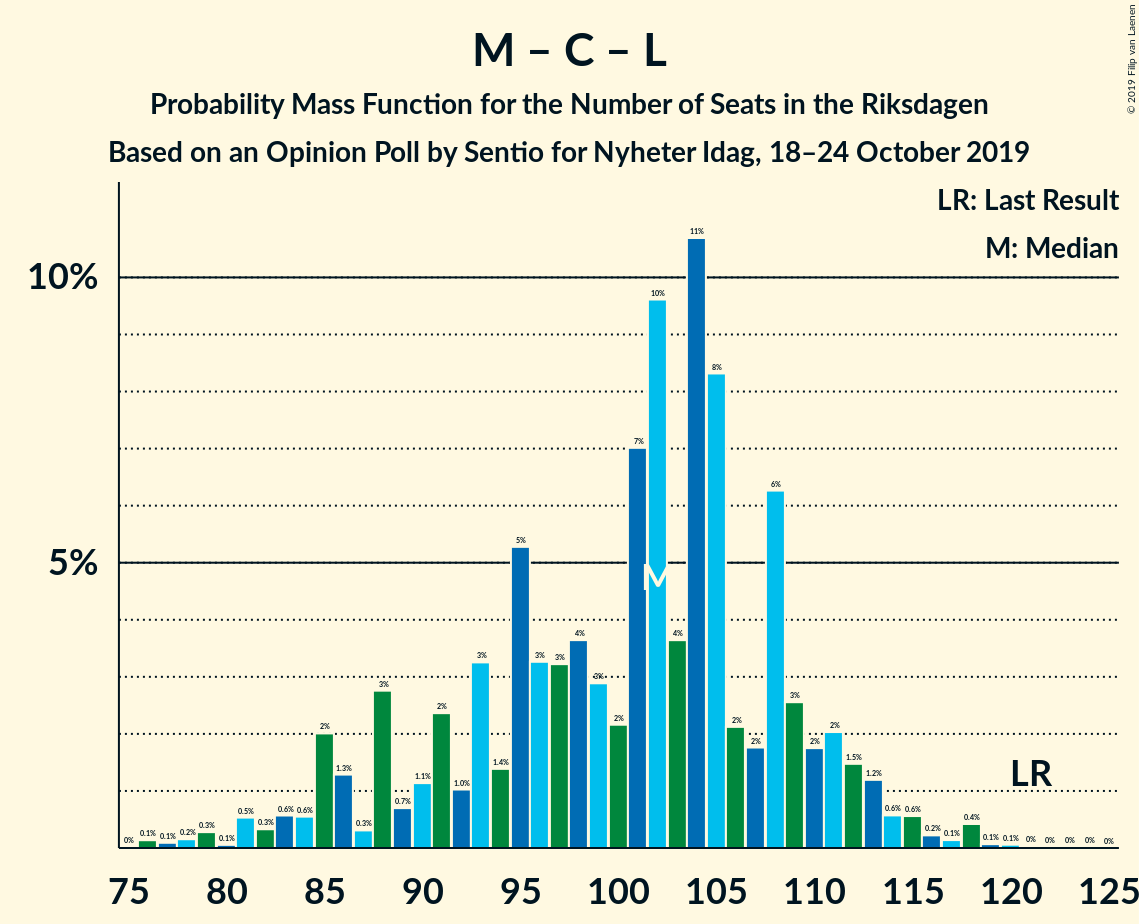 © 2019 Filip van Laenen
M – C – L
Probability Mass Function for the Number of Seats in the Riksdagen
Based on an Opinion Poll by Sentio for Nyheter Idag, 18–24 October 2019
LR: Last Result
M: Median
10%
5%
0% 0.1% 0.1% 0.2% 0.3% 0.1% 0.5% 0.3% 0.6% 0.6% 2% 1.3% 0.3% 3% 0.7% 1.1% 2% 1.0% 3% 1.4% 5% 3% 3% 4% 3% 2% 7% 10% 4% 11% 8% 2% 2% 6% 3% 2% 2% 1.5% 1.2% 0.6% 0.6% 0.2% 0.1% 0.4% 0.1% 0.1% 0% 0% 0% 0% 0%
M
LR
75 80 85 90 95 100 105 110 115 120 125